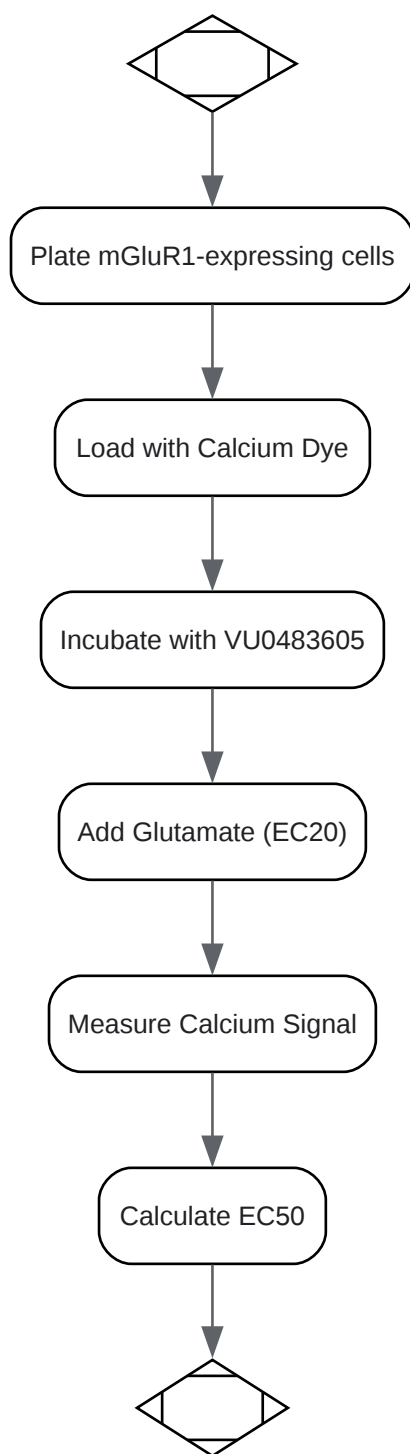 Plate mGluR1-expressing cells
Load with Calcium Dye
Incubate with VU0483605
Add Glutamate (EC20)
Measure Calcium Signal
Calculate EC50